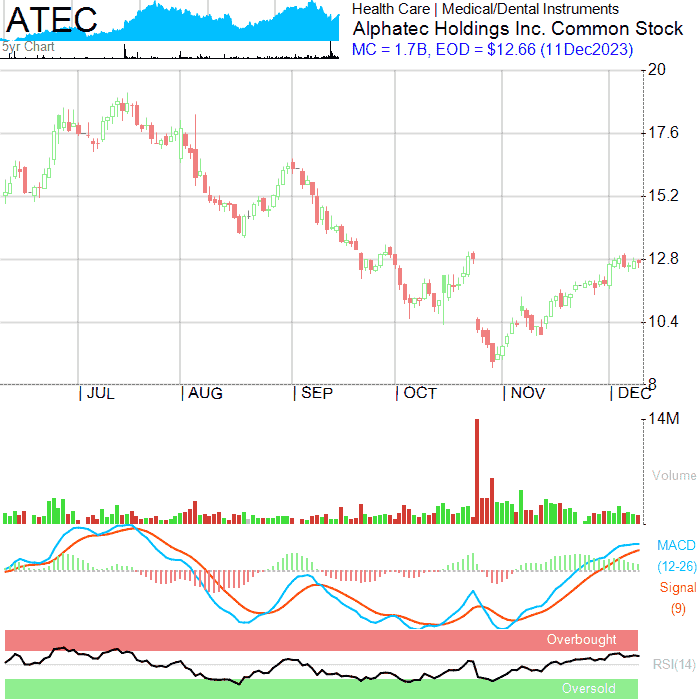 ATEC
5yr Chart
Health Care | Medical/Dental Instruments
Alphatec Holdings Inc. Common Stock
MC = 1.7B, EOD = $12.66 (11Dec2023)
20
17.6
15.2
12.8
10.4
8
|JUL |AUG |SEP |OCT |NOV |DEC
14M
Volume
MACD
(12-26)
Signal
(9)
Overbought
RSI(14)
Oversold